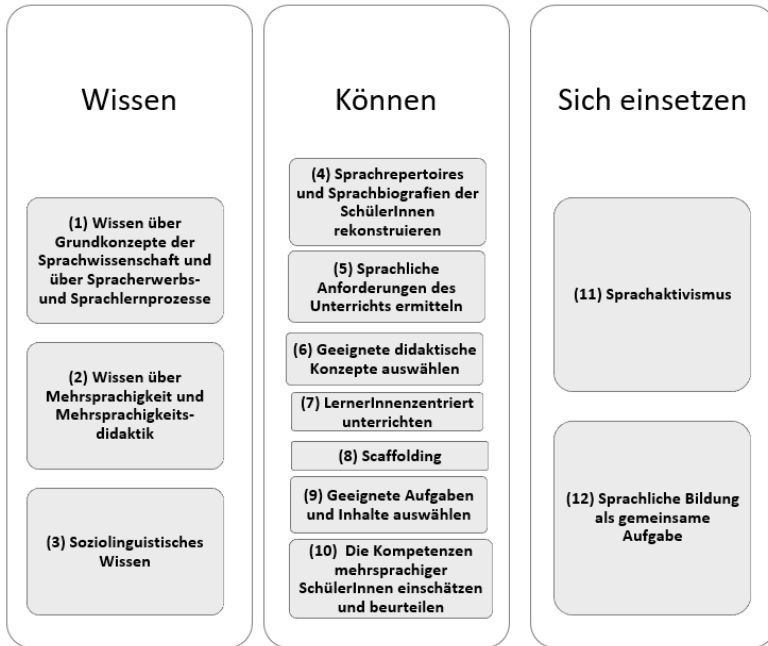 Wissen
(1) Wissen über
Grundkonzepte der
Sprachwissenschaft und
über Spracherwerbs-
und Sprachlernprozesse
(2) Wissen über
Mehrsprachigkeit und
Mehrsprachigkeits-
didaktik
(3) Soziolinguistisches
Wissen
Können
(4) Sprachrepertoires
und Sprachbiografien der
SchülerInnen
rekonstruieren
(5) Sprachliche
Anforderungen des
Unterrichts ermitteln
(6) Geeignete didaktische
Konzepte auswählen
(7) LernerInnenzentriert
unterrichten
(8) Scaffolding
(9) Geeignete Aufgaben
und Inhalte auswählen
(10) Die Kompetenzen
mehrsprachiger
SchülerInnen einschätzen
und beurteilen
Sich einsetzen
(11) Sprachaktivismus
(12) Sprachliche Bildung
als gemeinsame
Aufgabe